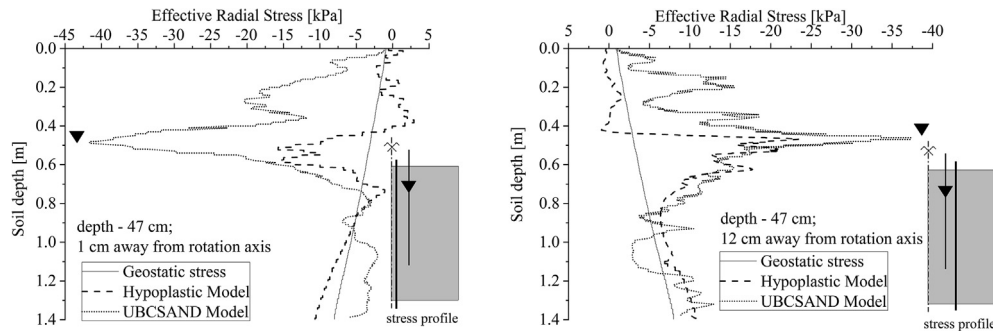 Effective Radial Stress [kPa]
-45 -40 -35 -30 -25 -20 -15 -10 -5 0 5
0.0
0.2
0.4
0.6
0.8
1.0
1.2
1.4
Soil depth [m]
depth - 47 cm;
1 cm away from rotation axis
Geostatic stress
Hypoplastic Model
UBCSAND Model
stress profile
Effective Radial Stress [kPa]
5 0 -5 -10 -15 -20 -25 -30 -35 -40
0.0
0.2
0.4
0.6
0.8
1.0
1.2
1.4
Soil depth [m]
depth - 47 cm;
12 cm away from rotation axis
Geostatic stress
Hypoplastic Model
UBCSAND Model
stress profile